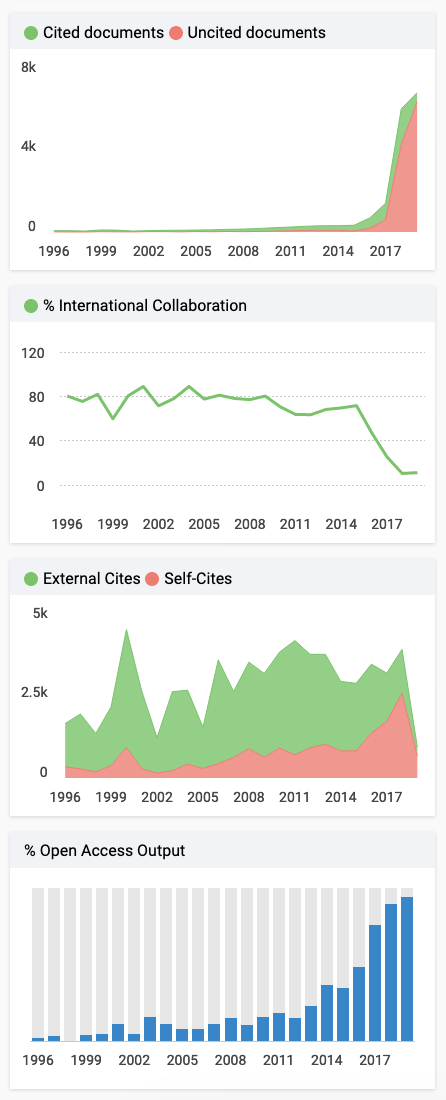 Cited documents Uncited documents
8k
4k
0
1996 1999 2002 2005 2008 2011 2014 2017
% International Collaboration
120
80
40
0
1996 1999 2002 2005 2008 2011 2014 2017
External Cites Self-Cites
5k
2.5k
0
1996 1999 2002 2005 2008 2011 2014 2017
% Open Access Output
1996 1999 2002 2005 2008 2011 2014 2017